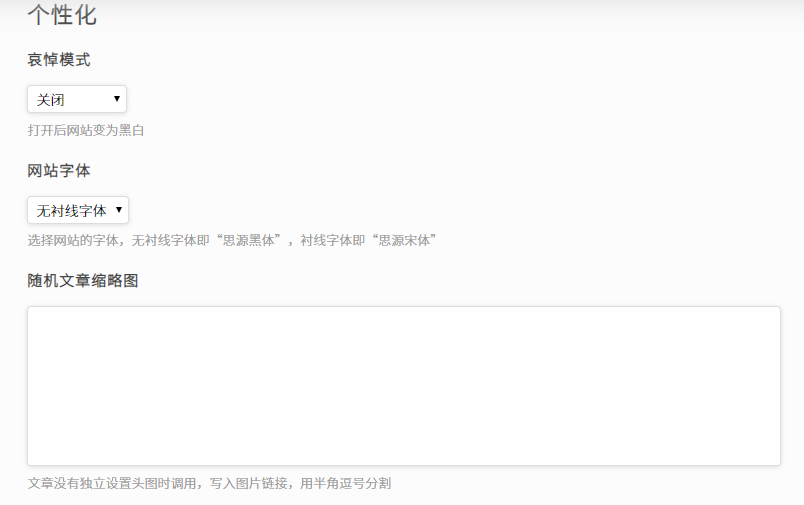 个性化
哀悼模式
关闭
打开后网站变为黑白
网站字体
无衬线字体
选择网站的字体，无衬线字体即“思源黑体”，衬线字体即“思源宋体”
随机文章缩略图
文章没有独立设置头图时调用，写入图片链接，用半角逗号分割